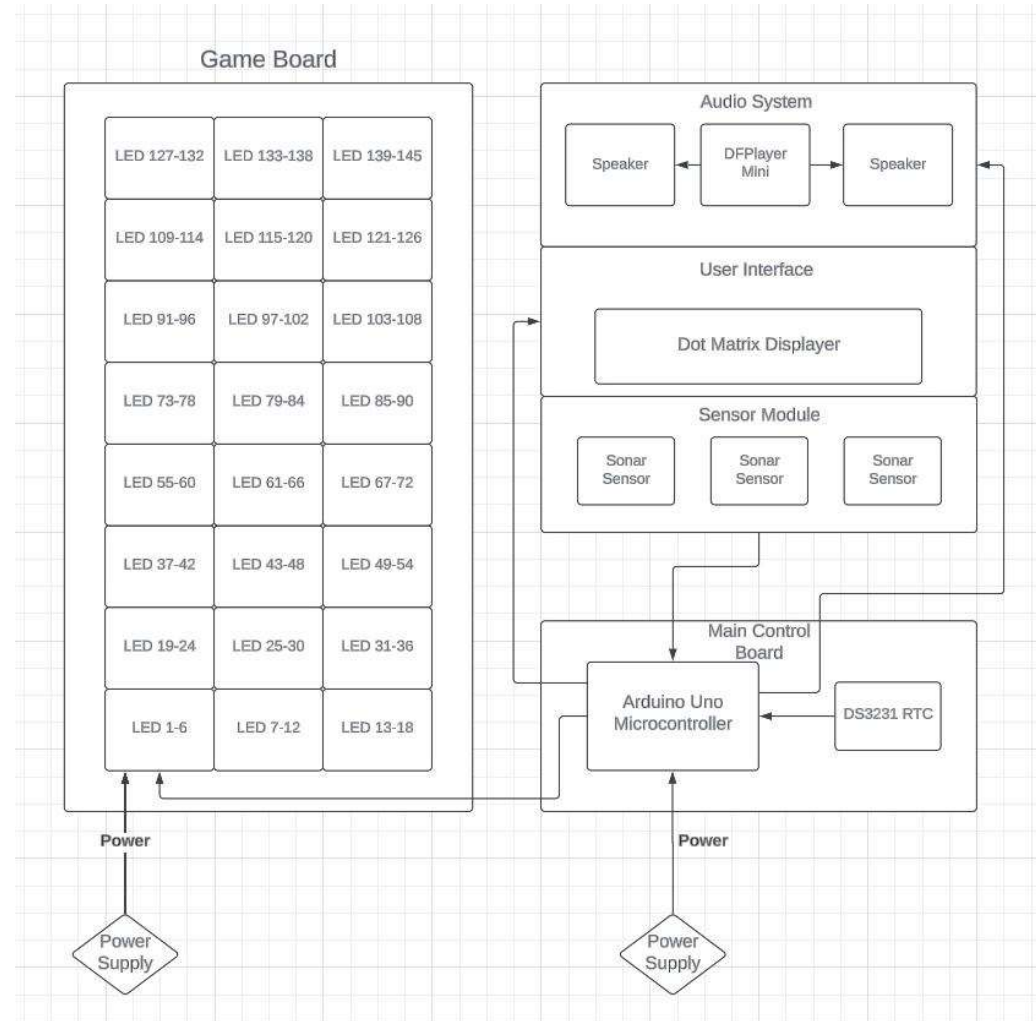 Game Board
LED 127-132
LED 133-138
LED 139-145
LED 109-114
LED 115-120
LED 121-126
LED 91-96
LED 97-102
LED 103-108
LED 73-78
LED 79-84
LED 85-90
LED 55-60
LED 61-66
LED 67-72
LED 37-42
LED 43-48
LED 49-54
LED 19-24
LED 25-30
LED 31-36
LED 1-6
LED 7-12
LED 13-18
Power
Power
Supply
Audio System
Speaker
DFPlayer
Mini
Speaker
User Interface
Dot Matrix Displayer
Sensor Module
Sonar
Sensor
Sonar
Sensor
Sonar
Sensor
Main Control
Board
Arduino Uno
Microcontroller
DS3231 RTC
Power
Power
Supply